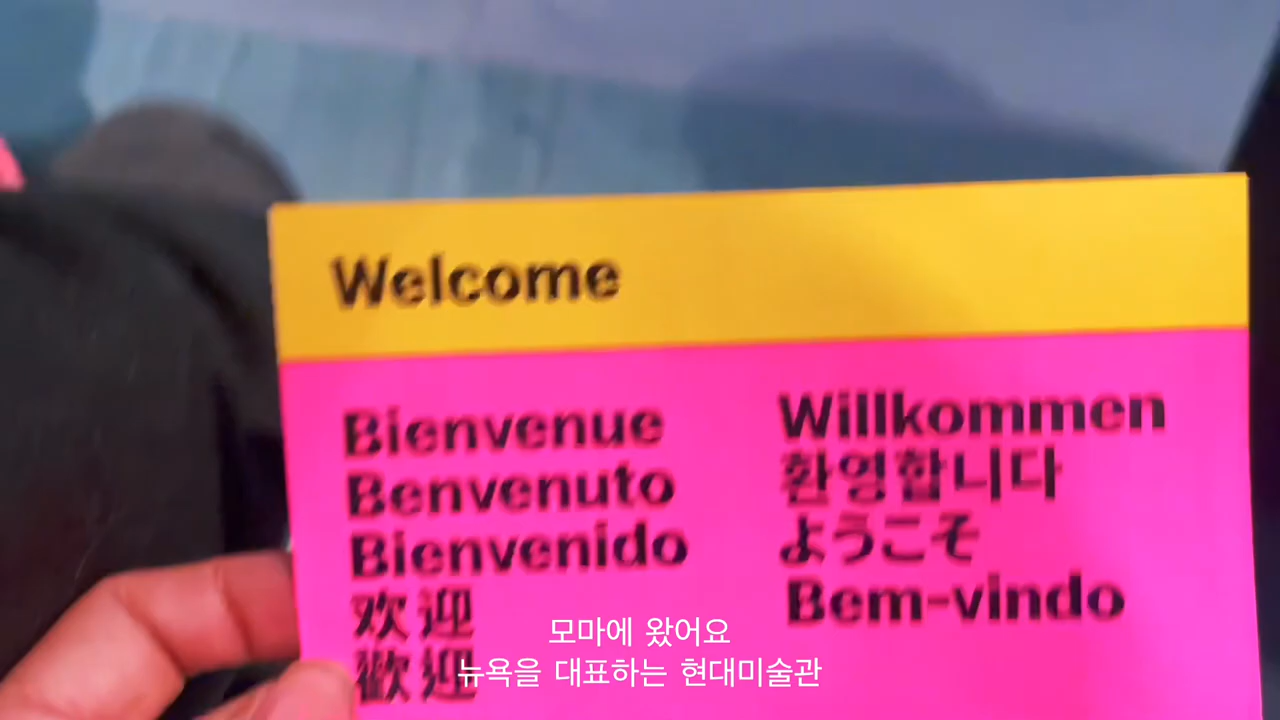 Welcome
Bienvenue
Benvenuto
Bienvenido
欢迎
歡迎
Willkommen
환영합니다
ようこそ
Bem-vindo
모마에 왔어요
뉴욕을 대표하는 현대미술관